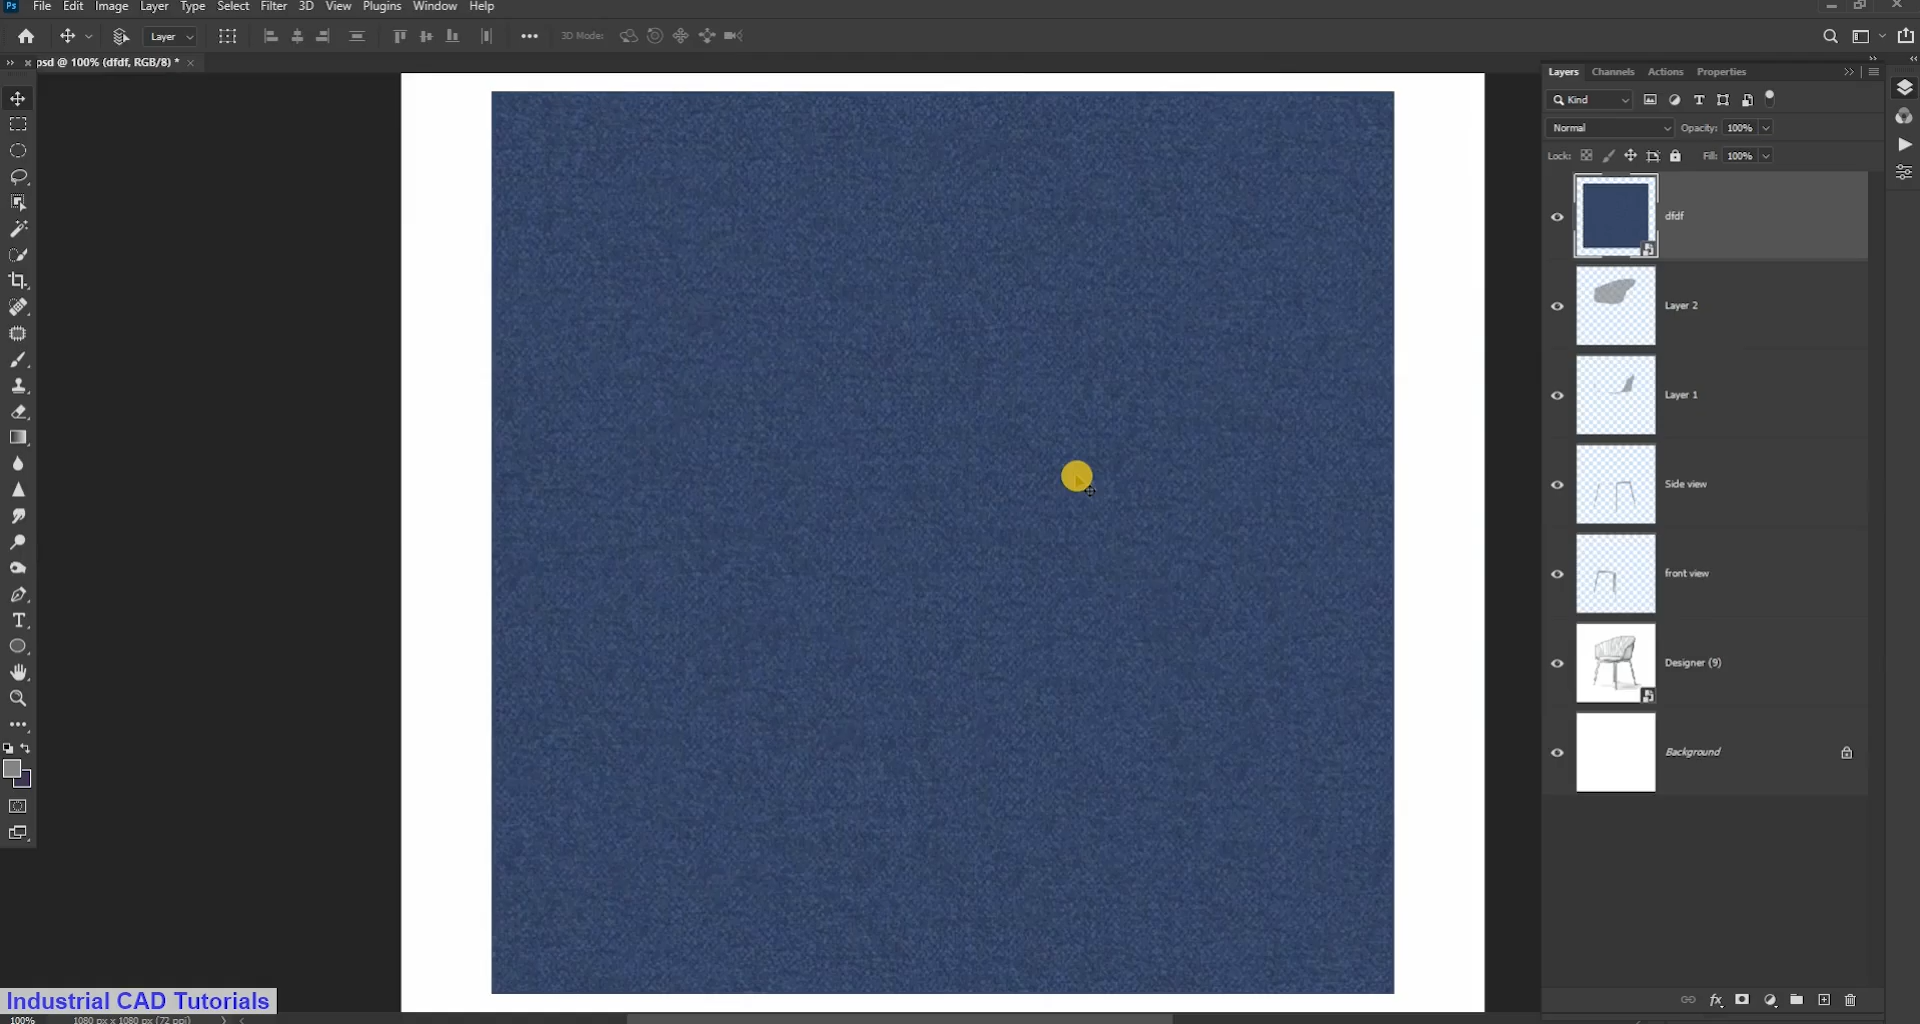 Ps File Edit Image Layer Type Select Filter 3D View Plugins Window Help
Layer 3D Mode:
psd @ 100% (dfdf, RGB/8) *
Layers Channels Actions Properties
Kind
Normal Opacity: 100%
Lock: Fill: 100%
dfdf
Layer 2
Layer 1
Side view
front view
Designer (9)
Background
Industrial CAD Tutorials
100% 1080 px x 1080 px (72 ppi)